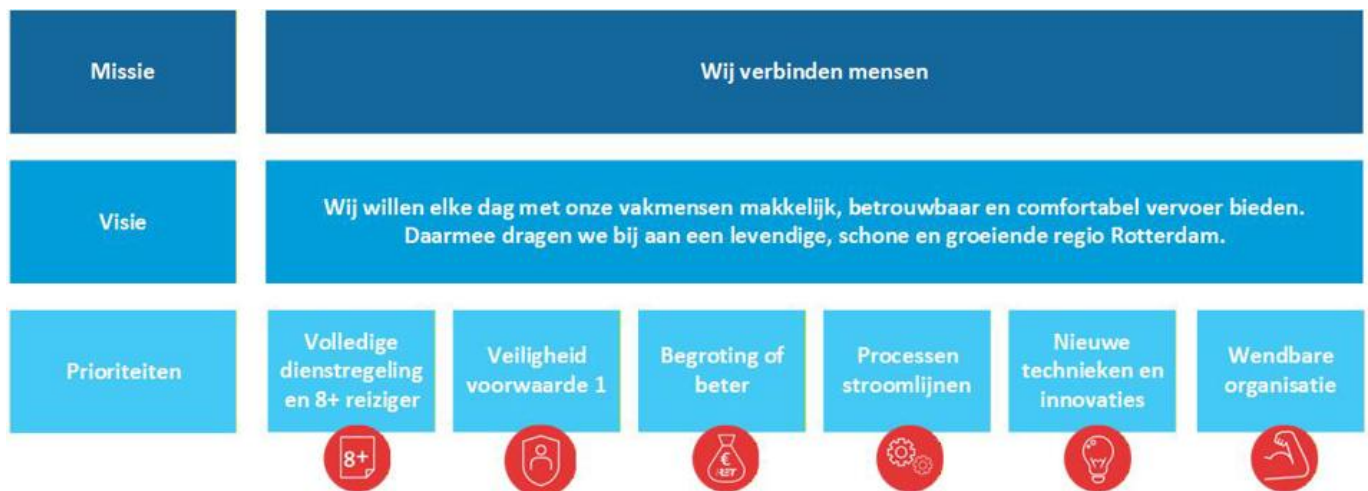 Missie
Wij verbinden mensen
Visie
Wij willen elke dag met onze vakmensen makkelijk, betrouwbaar en comfortabel vervoer bieden.
Daarmee dragen we bij aan een levendige, schone en groeiende regio Rotterdam.
Prioriteiten
Volledige
dienstregeling
en 8+ reiziger
Veiligheid
voorwaarde 1
Begroting of
beter
Processen
stroomlijnen
Nieuwe
technieken en
innovaties
Wendbare
organisatie
8+
€
RET